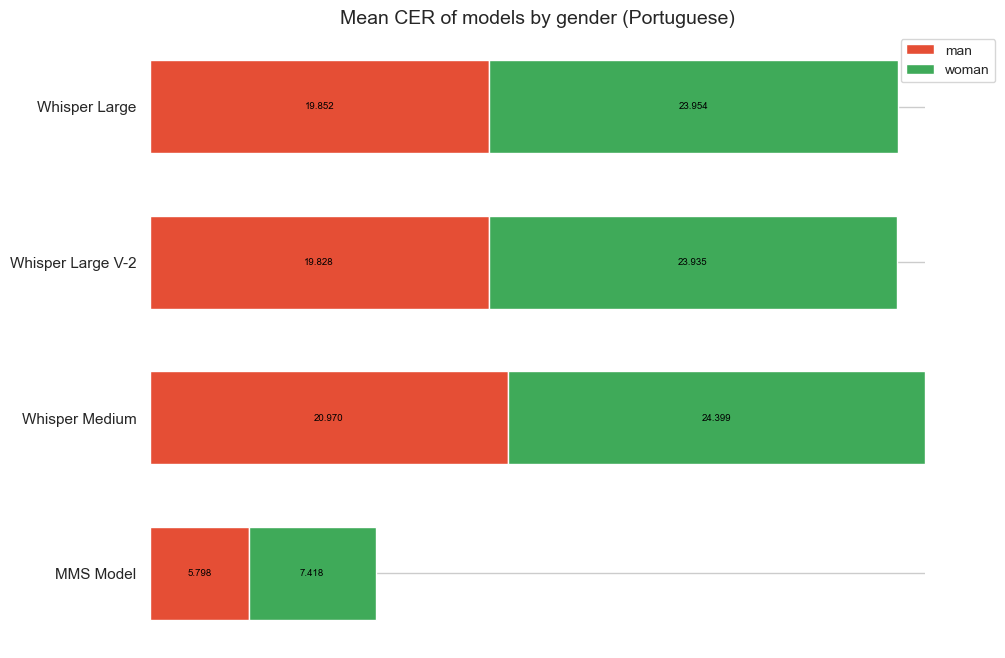 Mean CER of models by gender (Portuguese)
man
woman
Whisper Large
19.852
23.954
Whisper Large V-2
19.828
23.935
Whisper Medium
20.970
24.399
MMS Model
5.798
7.418